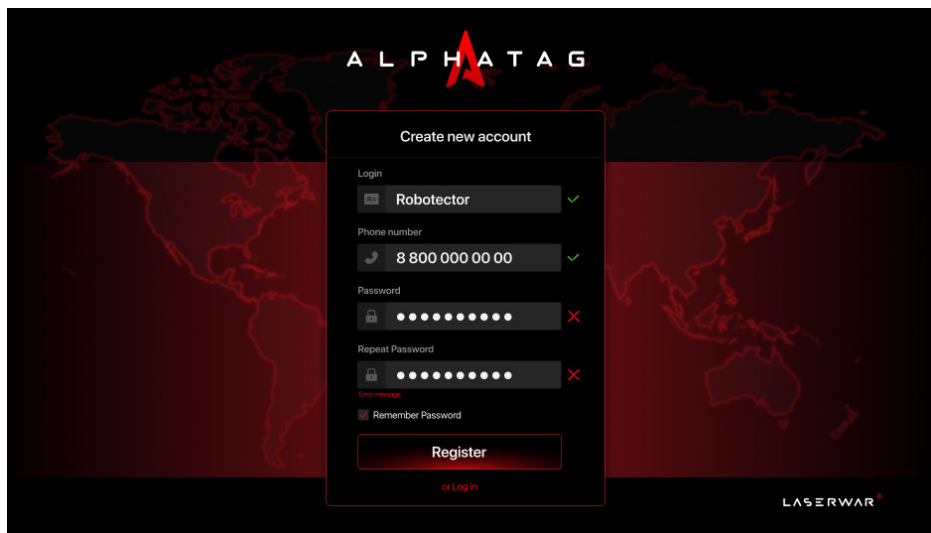 ALPHATAG
Create new account
Login
Robotector
Phone number
8 800 000 00 00
Password
Repeat Password
Error message
Remember Password
Register
or Log in
LASERWAR